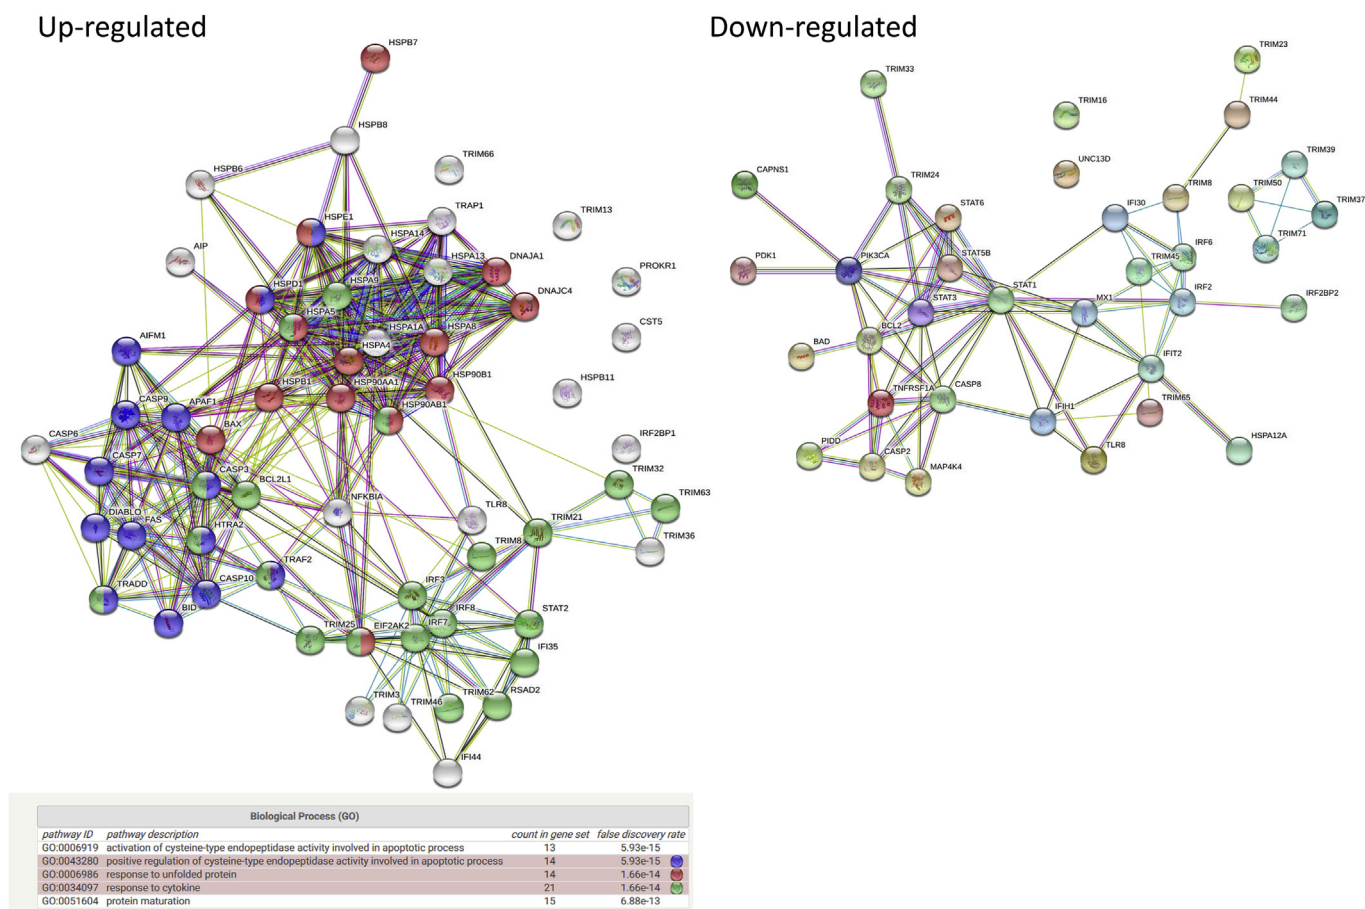 Up-regulated
Down-regulated
HSPB7
HSPB8
TRIM66
HSPB6
TRAP1
TRIM13
HSPE1
HSPA14
AIP
HSPA13
DNAJA1
PROKR1
HSPA9
HSPD1
DNAJC4
HSPA5
HSPA1A
HSPA8
CST5
AIFM1
HSPA4
HSP90B1
HSPB1
HSP90AA1
HSPB11
CASP9
APAF1
HSP90AB1
CASP6
BAX
IRF2BP1
CASP7
CASP3
TRIM32
BCL2L1
TRIM63
NFKBIA
TLR8
DIABLO
FAS
TRIM21
HTRA2
TRIM36
TRIM8
TRAF2
TRADD
CASP10
IRF3
BID
IRF8
STAT2
TRIM25
EIF2AK2
IRF7
IFI35
TRIM3
TRIM46
TRIM62
RSAD2
IFI44
TRIM23
TRIM33
TRIM16
TRIM44
UNC13D
TRIM39
CAPNS1
TRIM24
TRIM50
TRIM8
TRIM37
STAT6
IFI30
TRIM71
IRF6
PDK1
PIK3CA
STAT5B
TRIM45
IRF2
STAT3
STAT1
MX1
IRF2BP2
BCL2
BAD
IFIT2
TNFRSF1A
CASP8
TRIM65
IFIH1
PIDD
CASP2
MAP4K4
TLR8
HSPA12A
Biological Process (GO)
pathway ID pathway description count in gene set false discovery rate
GO:0006919 activation of cysteine-type endopeptidase activity involved in apoptotic process 13 5.93e-15
GO:0043280 positive regulation of cysteine-type endopeptidase activity involved in apoptotic process 14 5.93e-15
GO:0006986 response to unfolded protein 14 1.66e-14
GO:0034097 response to cytokine 21 1.66e-14
GO:0051604 protein maturation 15 6.88e-13